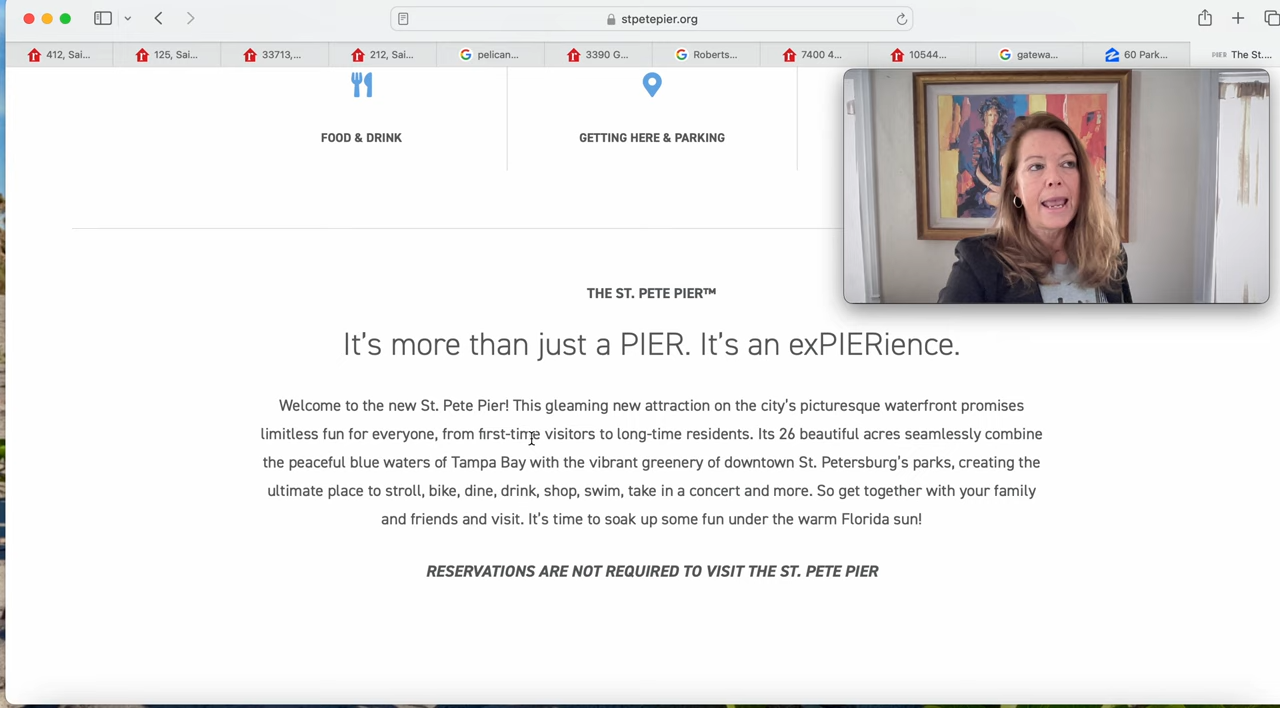 stpetepier.org
412, Sai...
125, Sai...
33713,...
212, Sai...
pelican...
3390 G...
Roberts...
7400 4...
10544...
gatewa...
60 Park...
PIER The St....
FOOD & DRINK
GETTING HERE & PARKING
THE ST. PETE PIER™
It's more than just a PIER. It's an exPIERience.
Welcome to the new St. Pete Pier! This gleaming new attraction on the city's picturesque waterfront promises
limitless fun for everyone, from first-time visitors to long-time residents. Its 26 beautiful acres seamlessly combine
the peaceful blue waters of Tampa Bay with the vibrant greenery of downtown St. Petersburg's parks, creating the
ultimate place to stroll, bike, dine, drink, shop, swim, take in a concert and more. So get together with your family
and friends and visit. It's time to soak up some fun under the warm Florida sun!
RESERVATIONS ARE NOT REQUIRED TO VISIT THE ST. PETE PIER